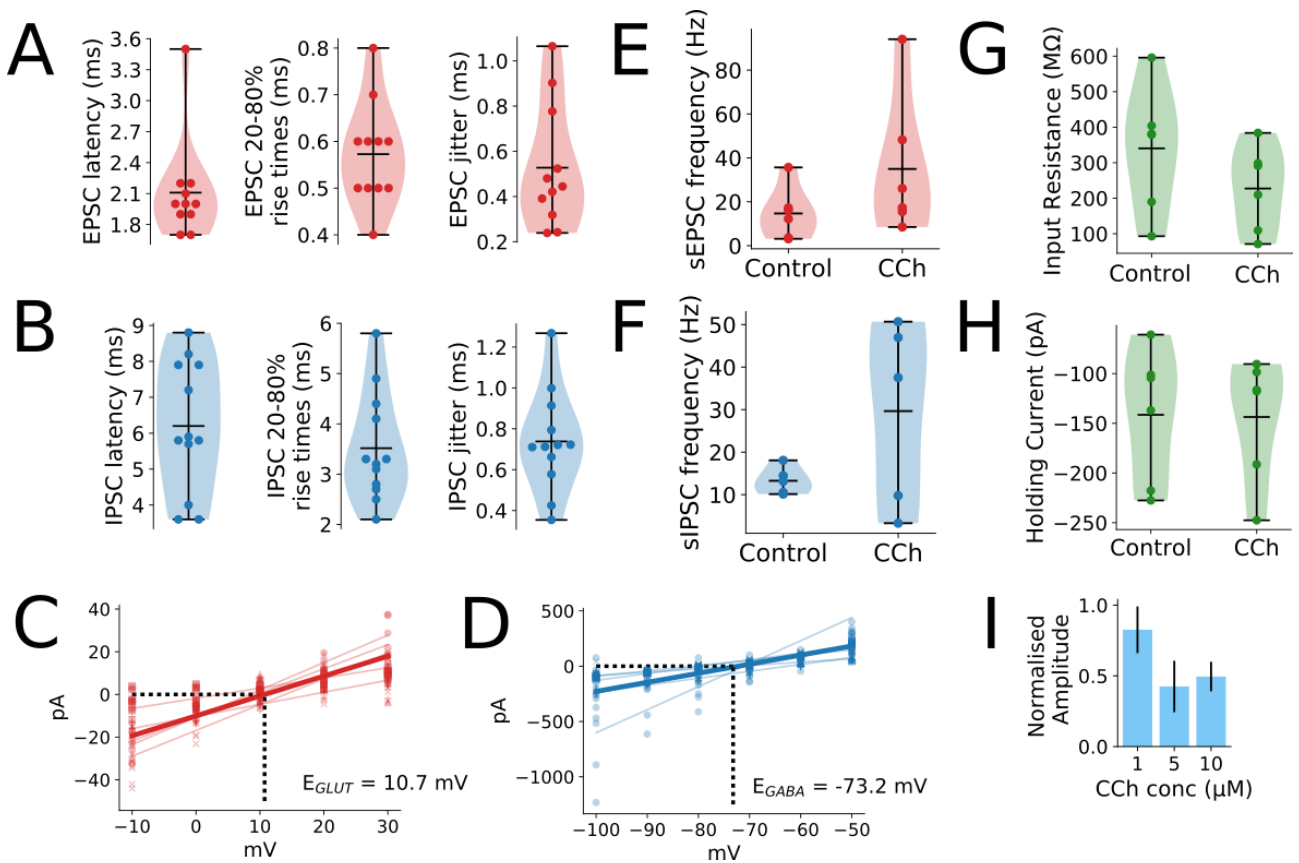 A
EPSC latency (ms)
3.6
3.3
3.0
2.7
2.4
2.1
1.8
EPSC 20-80%
rise times (ms)
0.8
0.7
0.6
0.5
0.4
EPSC jitter (ms)
1.0
0.8
0.6
0.4
0.2
E
sEPSC frequency (Hz)
80
60
40
20
0
Control
CCh
G
Input Resistance (MΩ)
600
500
400
300
200
100
Control
CCh
B
IPSC latency (ms)
9
8
7
6
5
4
IPSC 20-80%
rise times (ms)
6
5
4
3
2
IPSC jitter (ms)
1.2
1.0
0.8
0.6
0.4
F
sIPSC frequency (Hz)
50
40
30
20
10
Control
CCh
H
Holding Current (pA)
−100
−150
−200
−250
Control
CCh
C
pA
40
20
0
−20
−40
E_GLUT = 10.7 mV
−10
0
10
20
30
mV
D
pA
500
0
−500
−1000
E_GABA = -73.2 mV
−100
−90
−80
−70
−60
−50
mV
I
Normalised
Amplitude
1.0
0.5
0.0
1
5
10
CCh conc (μM)